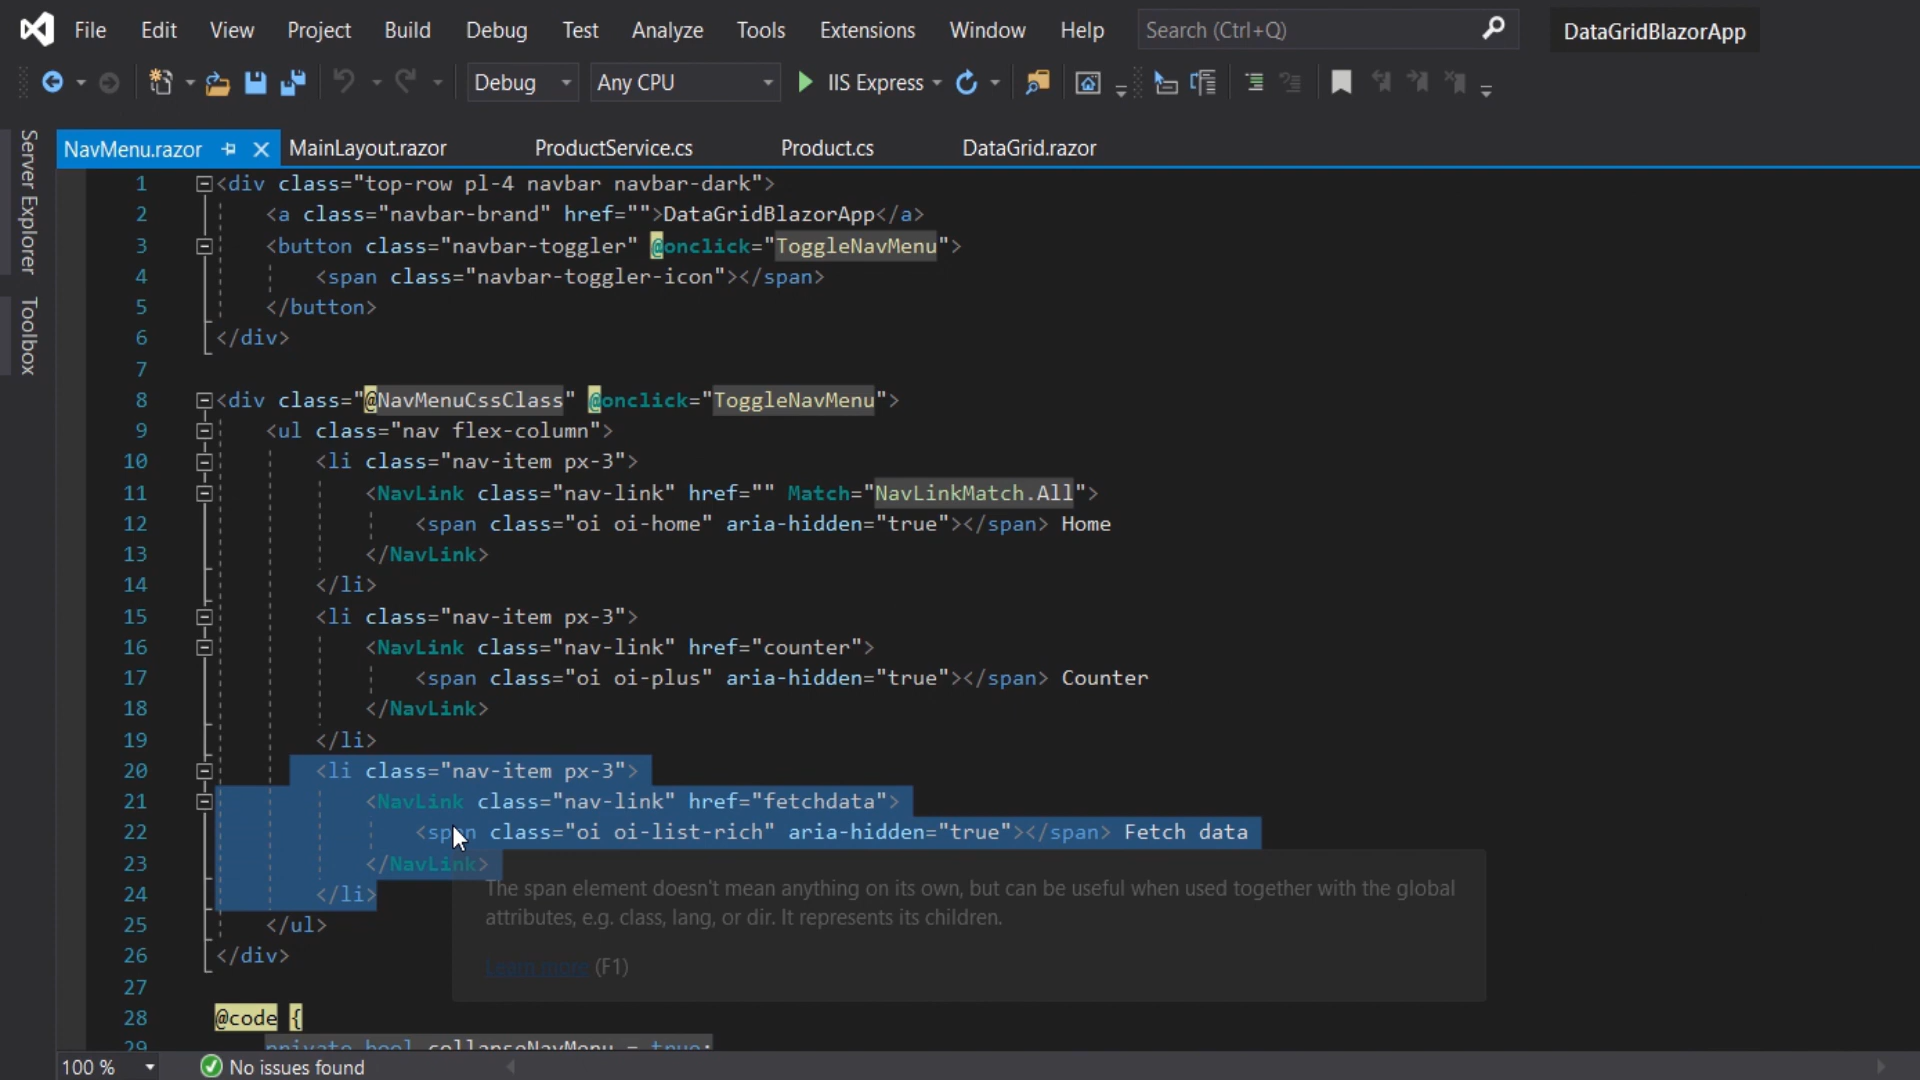 File Edit View Project Build Debug Test Analyze Tools Extensions Window Help Search (Ctrl+Q) DataGridBlazorApp
Debug Any CPU IIS Express
Server Explorer
Toolbox
NavMenu.razor MainLayout.razor ProductService.cs Product.cs DataGrid.razor
1 <div class="top-row pl-4 navbar navbar-dark">
2 <a class="navbar-brand" href="">DataGridBlazorApp</a>
3 <button class="navbar-toggler" @onclick="ToggleNavMenu">
4 <span class="navbar-toggler-icon"></span>
5 </button>
6 </div>
7
8 <div class="@NavMenuCssClass" @onclick="ToggleNavMenu">
9 <ul class="nav flex-column">
10 <li class="nav-item px-3">
11 <NavLink class="nav-link" href="" Match="NavLinkMatch.All">
12 <span class="oi oi-home" aria-hidden="true"></span> Home
13 </NavLink>
14 </li>
15 <li class="nav-item px-3">
16 <NavLink class="nav-link" href="counter">
17 <span class="oi oi-plus" aria-hidden="true"></span> Counter
18 </NavLink>
19 </li>
20 <li class="nav-item px-3">
21 <NavLink class="nav-link" href="fetchdata">
22 <span class="oi oi-list-rich" aria-hidden="true"></span> Fetch data
23 </NavLink>
24 </li>
25 </ul>
26 </div>
27
28 @code {
29 private bool collapseNavMenu = true;
The span element doesn't mean anything on its own, but can be useful when used together with the global
attributes, e.g. class, lang, or dir. It represents its children.
Learn more (F1)
100 % No issues found